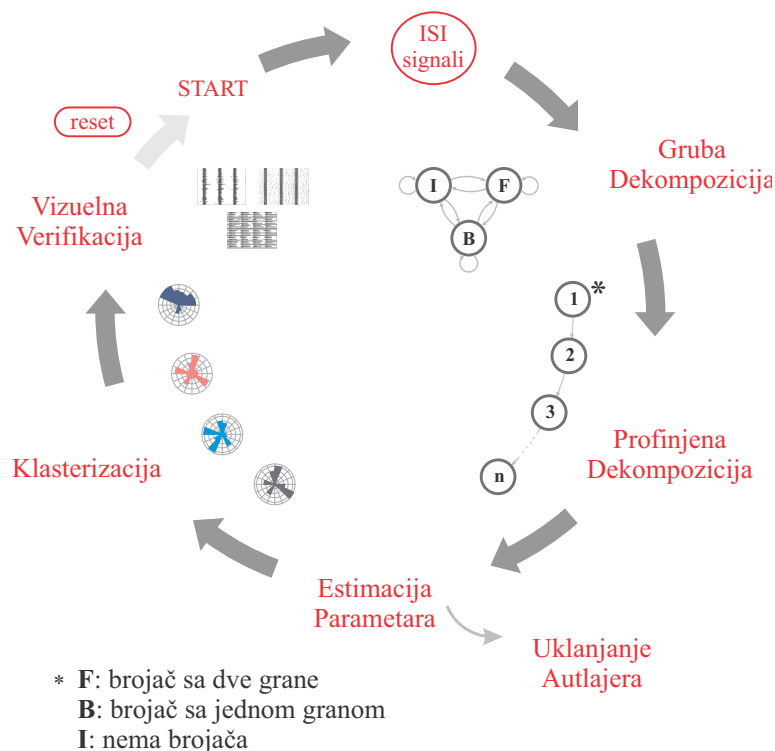 ISI
signali
START
reset
Gruba
Dekompozicija
I
F
B
Vizuelna
Verifikacija
1*
2
3
n
Profinjena
Dekompozicija
Klasterizacija
Estimacija
Parametara
Uklanjanje
Autlajera
* F: brojač sa dve grane
B: brojač sa jednom granom
I: nema brojača